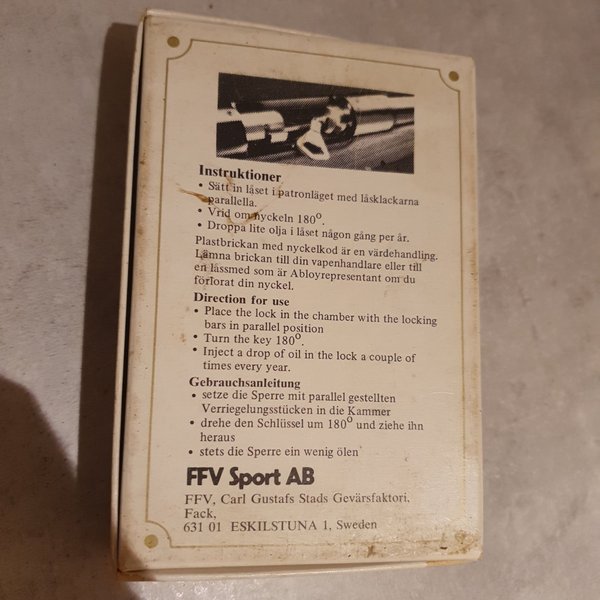 Instruktioner
• Sätt in låset i patronläget med låsklackarna
parallella.
• Vrid om nyckeln 180°.
• Droppa lite olja i låset någon gång per år.
Plastbrickan med nyckelkod är en värdehandling.
Lämna brickan till din vapenhandlare eller till
en låssmed som är Abloyrepresentant om du
förlorat din nyckel.
Direction for use
• Place the lock in the chamber with the locking
bars in parallel position
• Turn the key 180°.
• Inject a drop of oil in the lock a couple of
times every year.
Gebrauchsanleitung
• setze die Sperre mit parallel gestellten
Verriegelungsstücken in die Kammer
• drehe den Schlüssel um 180° und ziehe ihn
heraus
• stets die Sperre ein wenig ölen
FFV Sport AB
FFV, Carl Gustafs Stads Gevärsfaktori.
Fack,
631 01 ESKILSTUNA 1, Sweden